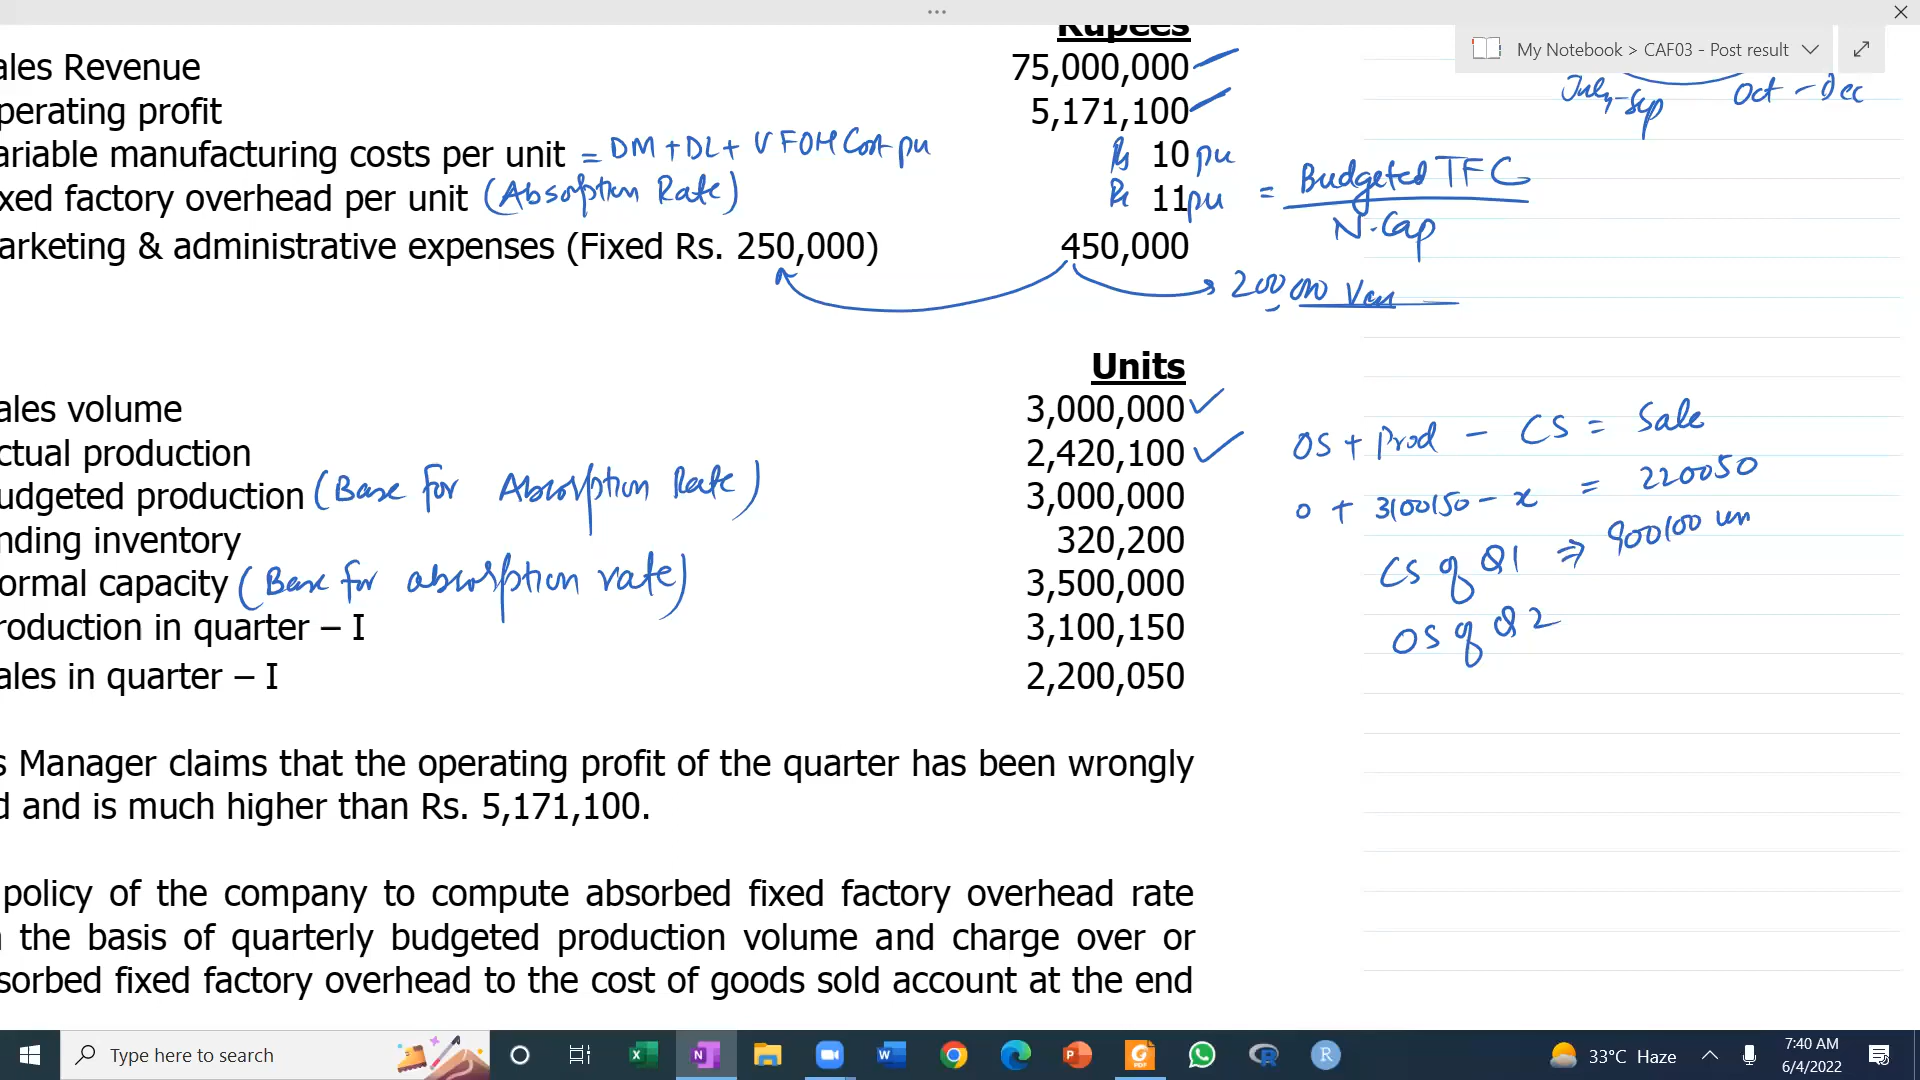 Rupees
My Notebook > CAF03 - Post result
ales Revenue 75,000,000
July-Sep Oct - Dec
perating profit 5,171,100
ariable manufacturing costs per unit = DM + DL + V FOH Cost pu Rs 10 pu
xed factory overhead per unit (Absorption Rate) Rs 11 pu = Budgeted TFC
N.Cap
arketing & administrative expenses (Fixed Rs. 250,000) 450,000
200,000 Var
Units
ales volume 3,000,000
OS + Prod - CS = Sale
ctual production 2,420,100
udgeted production (Base for Absorption Rate) 3,000,000
0 + 3100150 - x = 220050
nding inventory 320,200
CS of Q1 ⇒ 900100 un
ormal capacity (Base for absorption rate) 3,500,000
roduction in quarter – I 3,100,150
OS of Q2
ales in quarter – I 2,200,050
s Manager claims that the operating profit of the quarter has been wrongly
d and is much higher than Rs. 5,171,100.
policy of the company to compute absorbed fixed factory overhead rate
the basis of quarterly budgeted production volume and charge over or
sorbed fixed factory overhead to the cost of goods sold account at the end
Type here to search
33°C Haze
7:40 AM
6/4/2022